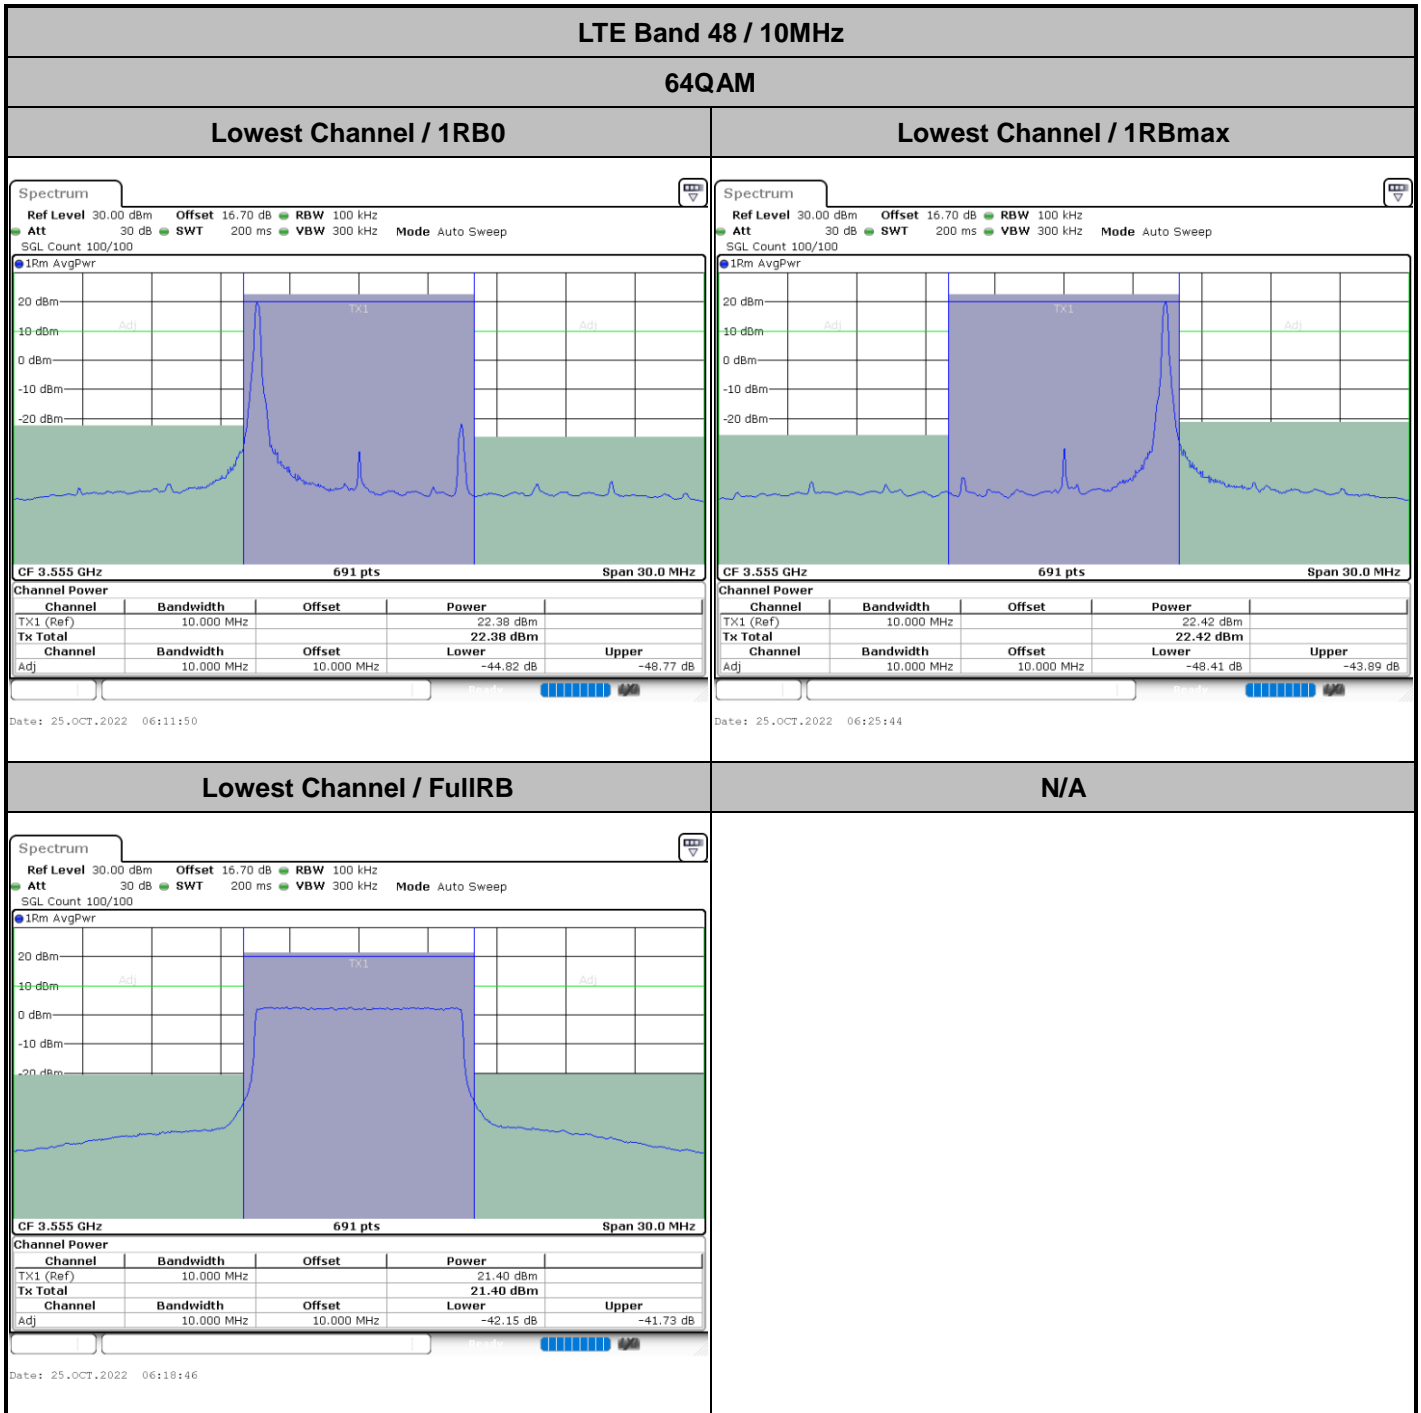 LTE Band 48 / 10MHz
64QAM
Lowest Channel / 1RB0
Lowest Channel / 1RBmax
Spectrum
Ref Level 30.00 dBm Offset 16.70 dB RBW 100 kHz
Att 30 dB SWT 200 ms VBW 300 kHz Mode Auto Sweep
SGL Count 100/100
1Rm AvgPwr
20 dBm
10 dBm
0 dBm
-10 dBm
-20 dBm
Adj
TX1
Adj
CF 3.555 GHz 691 pts Span 30.0 MHz
Channel Power
Channel Bandwidth Offset Power
TX1 (Ref) 10.000 MHz 22.38 dBm
Tx Total 22.38 dBm
Channel Bandwidth Offset Lower Upper
Adj 10.000 MHz 10.000 MHz -44.82 dB -48.77 dB
Ready
Date: 25.OCT.2022 06:11:50
Spectrum
Ref Level 30.00 dBm Offset 16.70 dB RBW 100 kHz
Att 30 dB SWT 200 ms VBW 300 kHz Mode Auto Sweep
SGL Count 100/100
1Rm AvgPwr
20 dBm
10 dBm
0 dBm
-10 dBm
-20 dBm
Adj
TX1
Adj
CF 3.555 GHz 691 pts Span 30.0 MHz
Channel Power
Channel Bandwidth Offset Power
TX1 (Ref) 10.000 MHz 22.42 dBm
Tx Total 22.42 dBm
Channel Bandwidth Offset Lower Upper
Adj 10.000 MHz 10.000 MHz -48.41 dB -43.89 dB
Ready
Date: 25.OCT.2022 06:25:44
Lowest Channel / FullRB
N/A
Spectrum
Ref Level 30.00 dBm Offset 16.70 dB RBW 100 kHz
Att 30 dB SWT 200 ms VBW 300 kHz Mode Auto Sweep
SGL Count 100/100
1Rm AvgPwr
20 dBm
10 dBm
0 dBm
-10 dBm
-20 dBm
Adj
TX1
Adj
CF 3.555 GHz 691 pts Span 30.0 MHz
Channel Power
Channel Bandwidth Offset Power
TX1 (Ref) 10.000 MHz 21.40 dBm
Tx Total 21.40 dBm
Channel Bandwidth Offset Lower Upper
Adj 10.000 MHz 10.000 MHz -42.15 dB -41.73 dB
Ready
Date: 25.OCT.2022 06:18:46